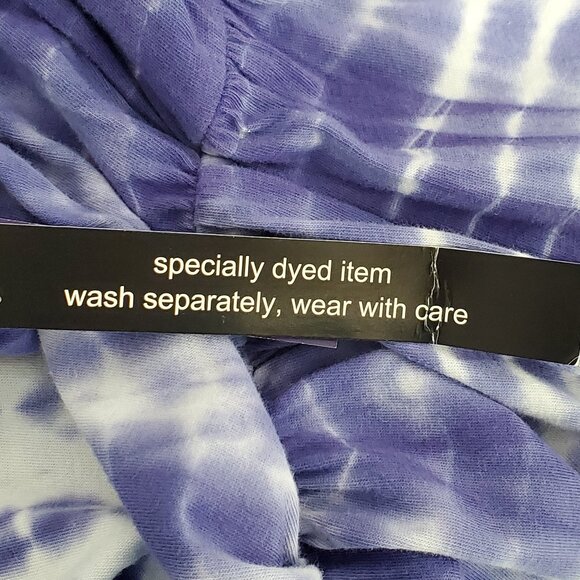 specially dyed item
wash separately, wear with care